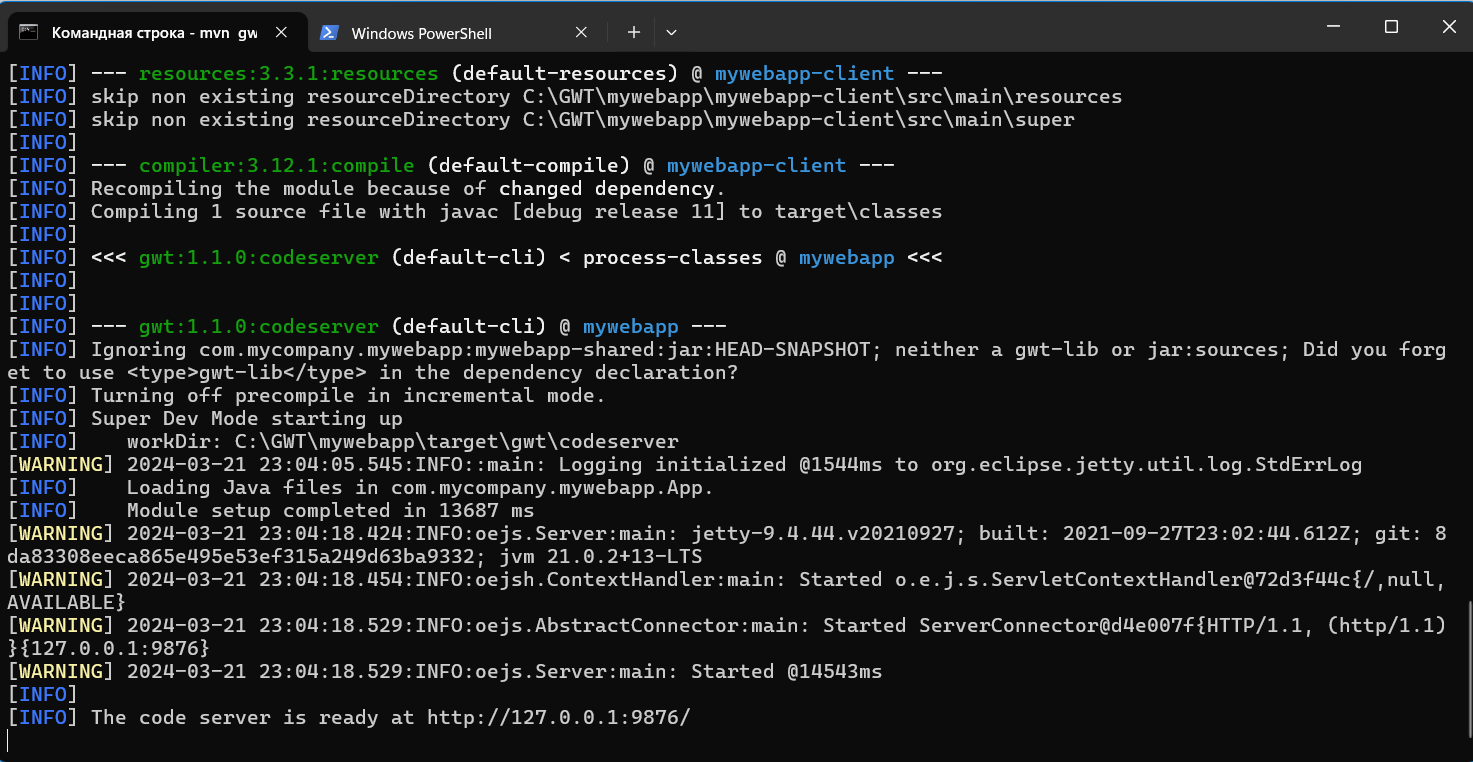 Командная строка - mvn gw
Windows PowerShell
[INFO] --- resources:3.3.1:resources (default-resources) @ mywebapp-client ---
[INFO] skip non existing resourceDirectory C:\GWT\mywebapp\mywebapp-client\src\main\resources
[INFO] skip non existing resourceDirectory C:\GWT\mywebapp\mywebapp-client\src\main\super
[INFO]
[INFO] --- compiler:3.12.1:compile (default-compile) @ mywebapp-client ---
[INFO] Recompiling the module because of changed dependency.
[INFO] Compiling 1 source file with javac [debug release 11] to target\classes
[INFO]
[INFO] <<< gwt:1.1.0:codeserver (default-cli) < process-classes @ mywebapp <<<
[INFO]
[INFO]
[INFO] --- gwt:1.1.0:codeserver (default-cli) @ mywebapp ---
[INFO] Ignoring com.mycompany.mywebapp:mywebapp-shared:jar:HEAD-SNAPSHOT; neither a gwt-lib or jar:sources; Did you forg
et to use <type>gwt-lib</type> in the dependency declaration?
[INFO] Turning off precompile in incremental mode.
[INFO] Super Dev Mode starting up
[INFO]    workDir: C:\GWT\mywebapp\target\gwt\codeserver
[WARNING] 2024-03-21 23:04:05.545:INFO::main: Logging initialized @1544ms to org.eclipse.jetty.util.log.StdErrLog
[INFO]    Loading Java files in com.mycompany.mywebapp.App.
[INFO]    Module setup completed in 13687 ms
[WARNING] 2024-03-21 23:04:18.424:INFO:oejs.Server:main: jetty-9.4.44.v20210927; built: 2021-09-27T23:02:44.612Z; git: 8
da83308eeca865e495e53ef315a249d63ba9332; jvm 21.0.2+13-LTS
[WARNING] 2024-03-21 23:04:18.454:INFO:oejsh.ContextHandler:main: Started o.e.j.s.ServletContextHandler@72d3f44c{/,null,
AVAILABLE}
[WARNING] 2024-03-21 23:04:18.529:INFO:oejs.AbstractConnector:main: Started ServerConnector@d4e007f{HTTP/1.1, (http/1.1)
}{127.0.0.1:9876}
[WARNING] 2024-03-21 23:04:18.529:INFO:oejs.Server:main: Started @14543ms
[INFO]
[INFO] The code server is ready at http://127.0.0.1:9876/